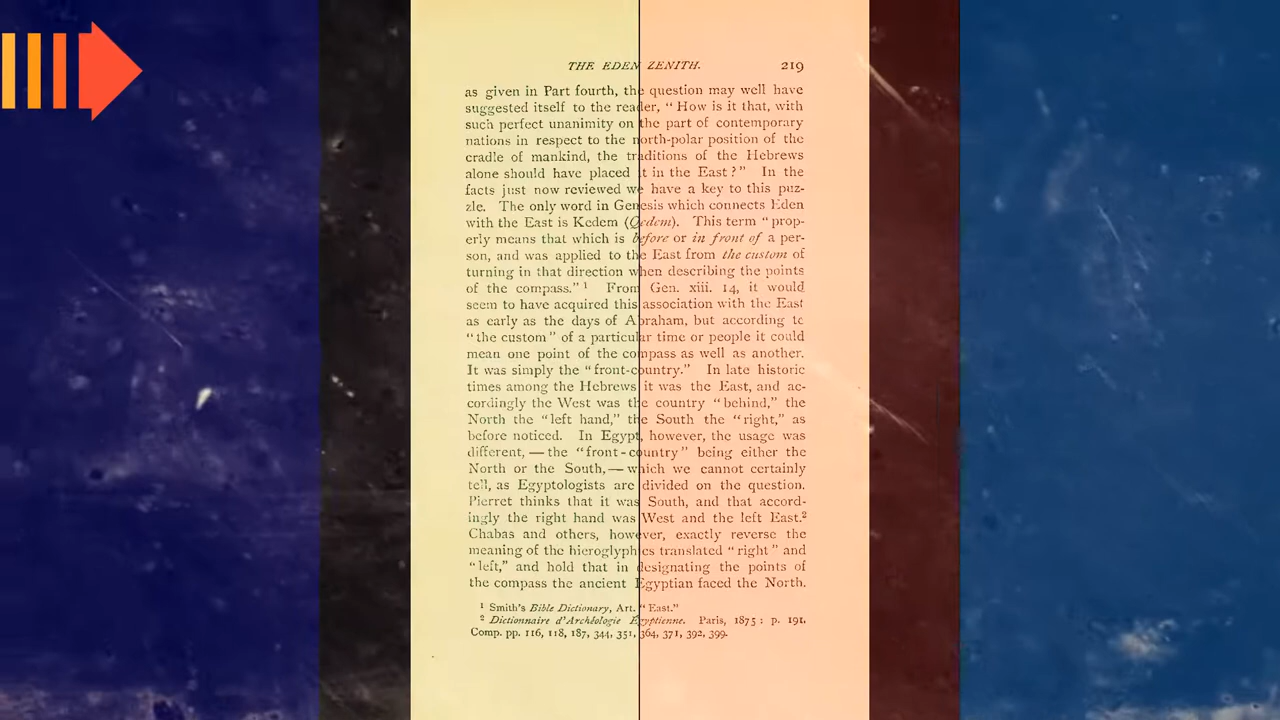 THE EDEN ZENITH. 219
as given in Part fourth, the question may well have
suggested itself to the reader, "How is it that, with
such perfect unanimity on the part of contemporary
nations in respect to the north-polar position of the
cradle of mankind, the traditions of the Hebrews
alone should have placed it in the East?" In the
facts just now reviewed we have a key to this puz-
zle. The only word in Genesis which connects Eden
with the East is Kedem (Qedem). This term "prop-
erly means that which is before or in front of a per-
son, and was applied to the East from the custom of
turning in that direction when describing the points
of the compass." ¹ From Gen. xiii. 14, it would
seem to have acquired this association with the East
as early as the days of Abraham, but according to
"the custom" of a particular time or people it could
mean one point of the compass as well as another.
It was simply the "front-country." In late historic
times among the Hebrews it was the East, and ac-
cordingly the West was the country "behind," the
North the "left hand," the South the "right," as
before noticed. In Egypt, however, the usage was
different, — the "front-country" being either the
North or the South, — which we cannot certainly
tell, as Egyptologists are divided on the question.
Pierret thinks that it was South, and that accord-
ingly the right hand was West and the left East.²
Chabas and others, however, exactly reverse the
meaning of the hieroglyphics translated "right" and
"left," and hold that in designating the points of
the compass the ancient Egyptian faced the North.
¹ Smith's Bible Dictionary, Art. "East."
² Dictionnaire d'Archéologie Égyptienne. Paris, 1875: p. 191.
Comp. pp. 116, 118, 187, 344, 351, 364, 371, 392, 399.